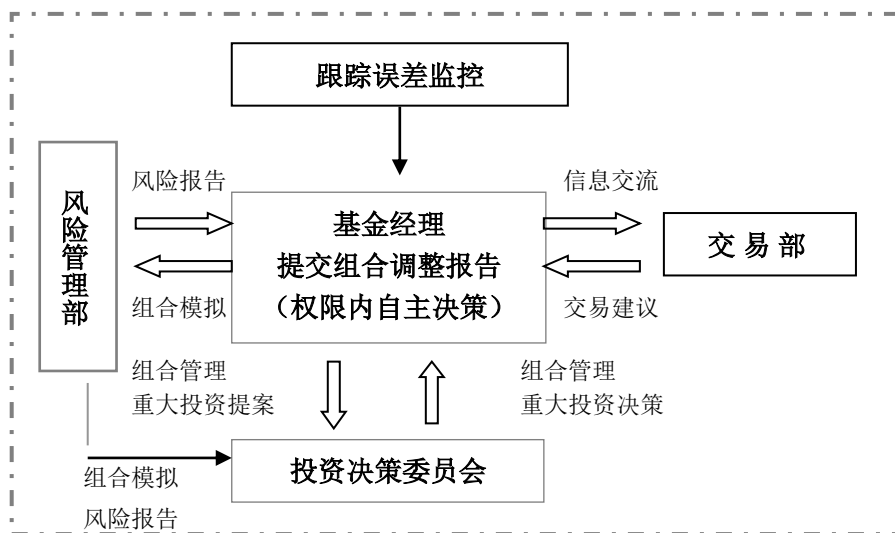 跟踪误差监控
风险管理部
风险报告
组合模拟
基金经理
提交组合调整报告
（权限内自主决策）
信息交流
交易建议
交 易 部
组合管理
重大投资提案
组合管理
重大投资决策
投资决策委员会
组合模拟
风险报告